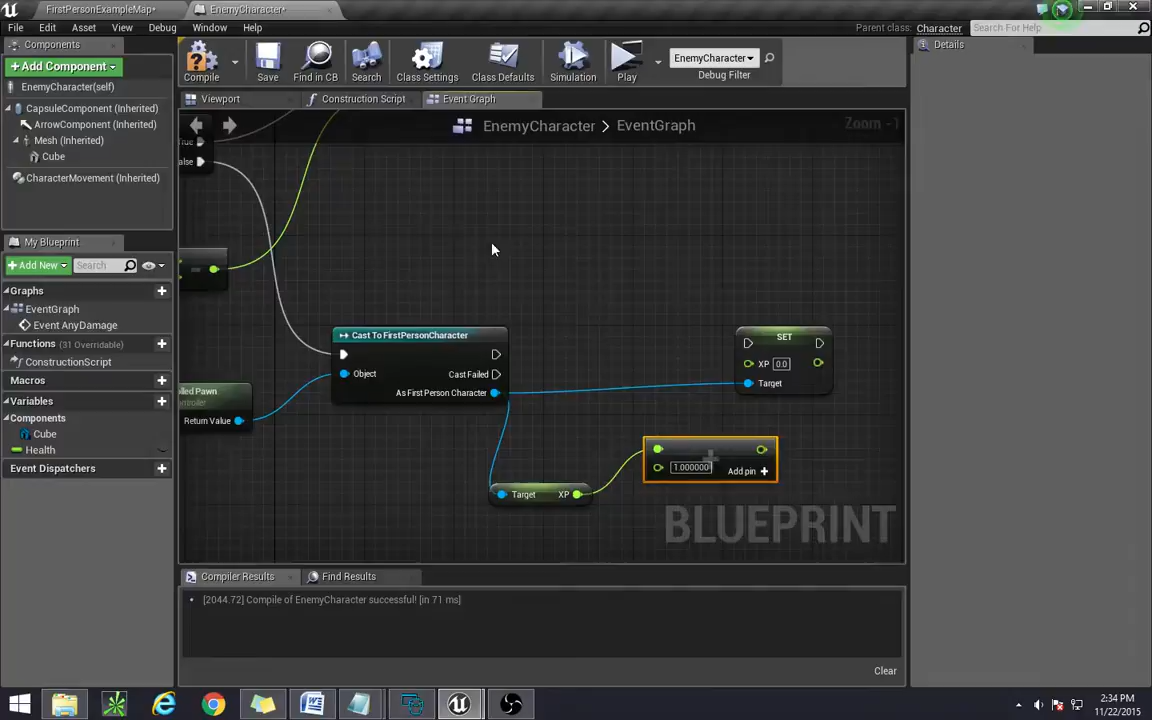 FirstPersonExampleMap*
EnemyCharacter*
File Edit Asset View Debug Window Help
Parent class: Character
Search For Help
Components
+Add Component
EnemyCharacter(self)
CapsuleComponent (Inherited)
ArrowComponent (Inherited)
Mesh (Inherited)
Cube
CharacterMovement (Inherited)
Compile
Save
Find in CB
Search
Class Settings
Class Defaults
Simulation
Play
EnemyCharacter
Debug Filter
Details
Viewport
Construction Script
Event Graph
EnemyCharacter > EventGraph
Zoom -1
My Blueprint
+Add New
Search
Graphs
EventGraph
Event AnyDamage
Functions (31 Overridable)
ConstructionScript
Macros
Variables
Components
Cube
Health
Event Dispatchers
rue
alse
Cast To FirstPersonCharacter
Object
Cast Failed
As First Person Character
lled Pawn
ontroller
Return Value
SET
XP 0.0
Target
Target XP
1.000000
Add pin +
BLUEPRINT
Compiler Results
Find Results
[2044.72] Compile of EnemyCharacter successful! [in 71 ms]
Clear
2:34 PM
11/22/2015